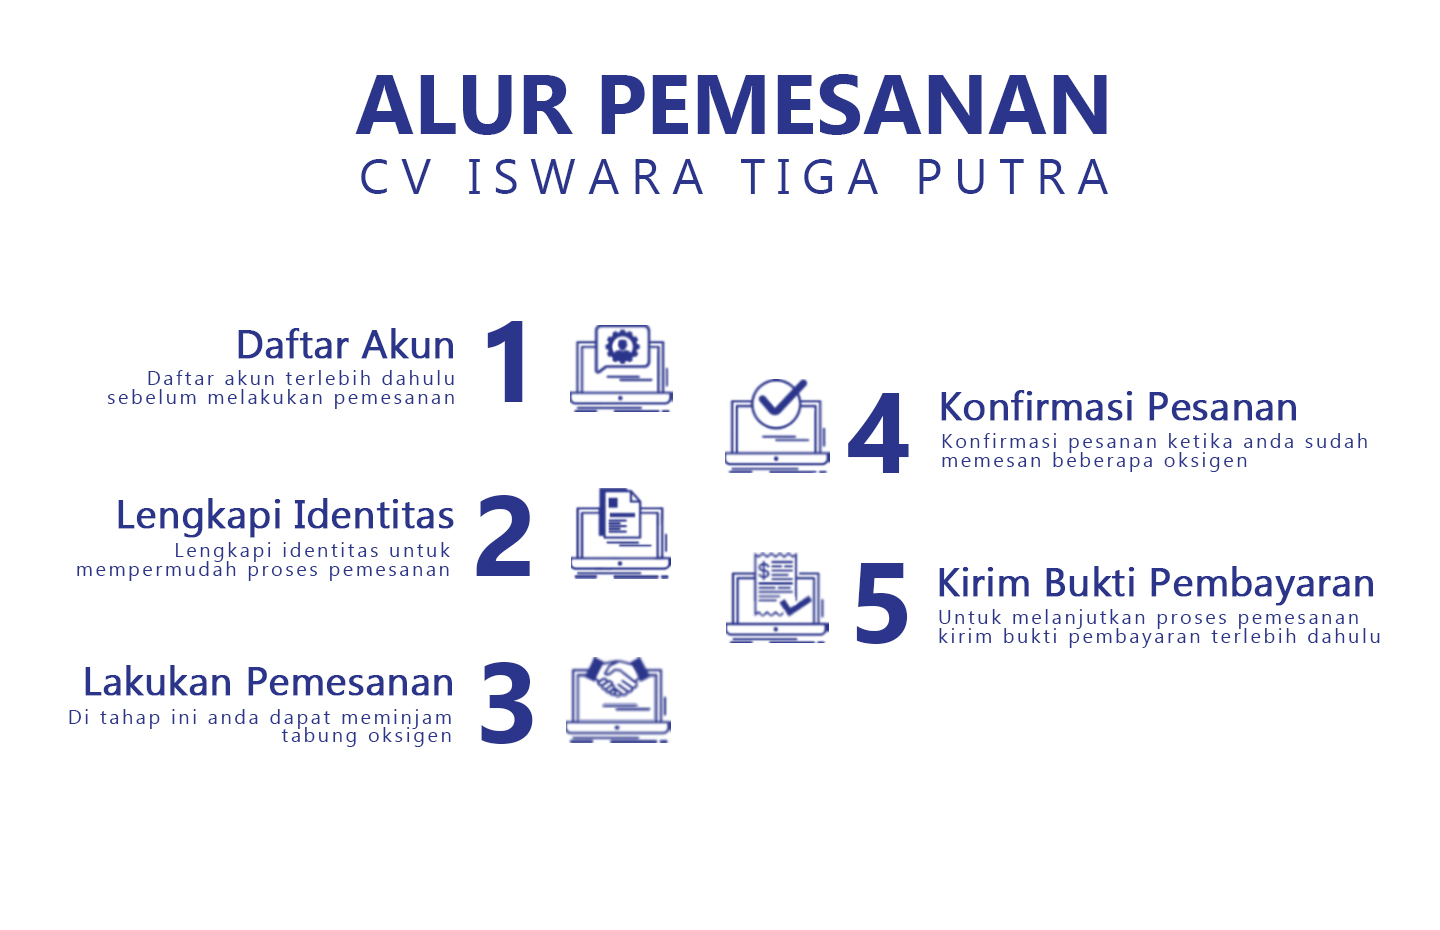 ALUR PEMESANAN
CV ISWARA TIGA PUTRA
1
Daftar Akun
Daftar akun terlebih dahulu
sebelum melakukan pemesanan
2
Lengkapi Identitas
Lengkapi identitas untuk
mempermudah proses pemesanan
3
Lakukan Pemesanan
Di tahap ini anda dapat meminjam
tabung oksigen
4
Konfirmasi Pesanan
Konfirmasi pesanan ketika anda sudah
memesan beberapa oksigen
$
5
Kirim Bukti Pembayaran
Untuk melanjutkan proses pemesanan
kirim bukti pembayaran terlebih dahulu